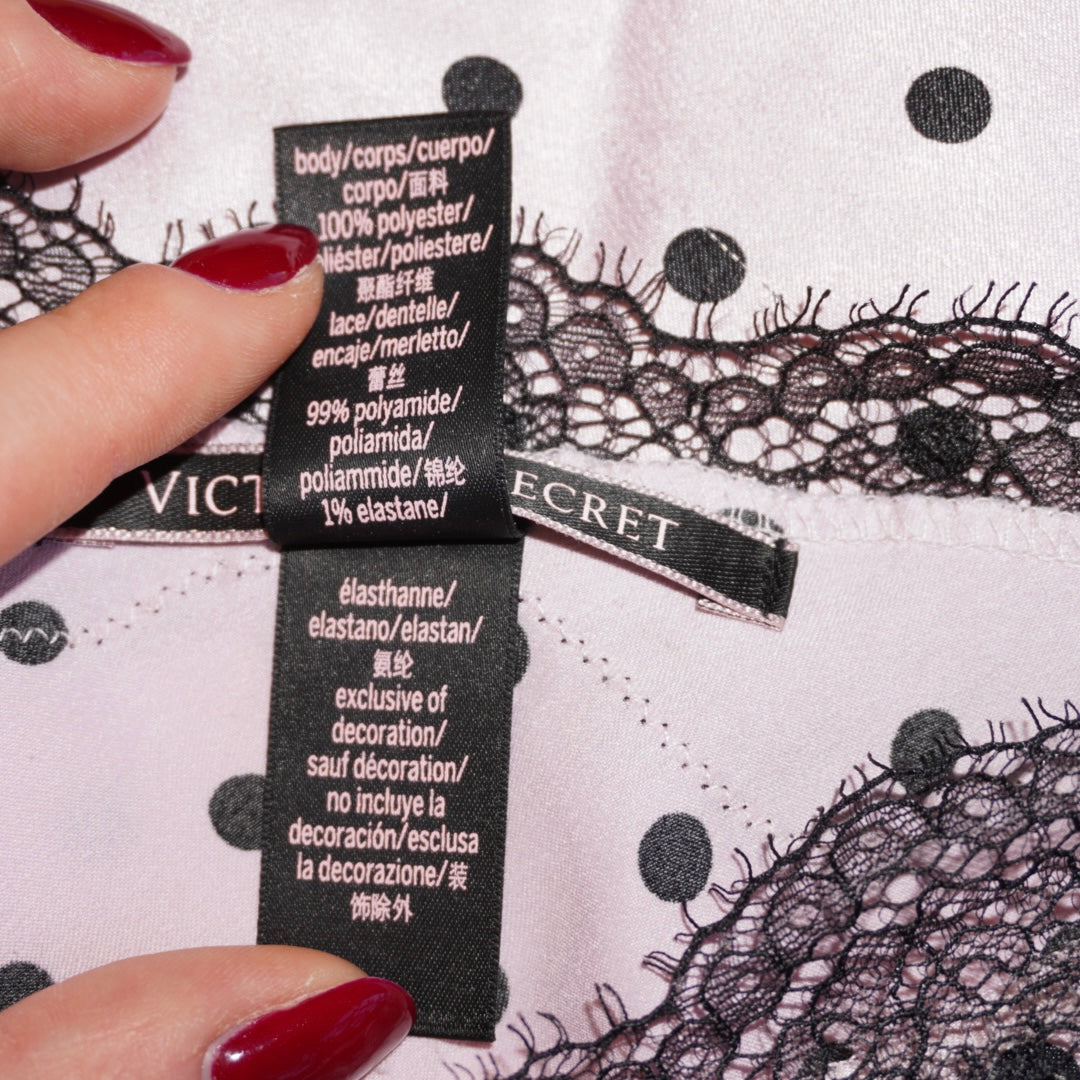 body/corps/cuerpo/
corpo/面料
100% polyester/
liéster/poliestere/
聚酯纤维
lace/dentelle/
encaje/merletto/
蕾丝
99% polyamide/
poliamida/
poliammide/锦纶
1% elastane/
VICT ECRET
élasthanne/
elastano/elastan/
氨纶
exclusive of
decoration/
sauf décoration/
no incluye la
decoración/esclusa
la decorazione/装
饰除外